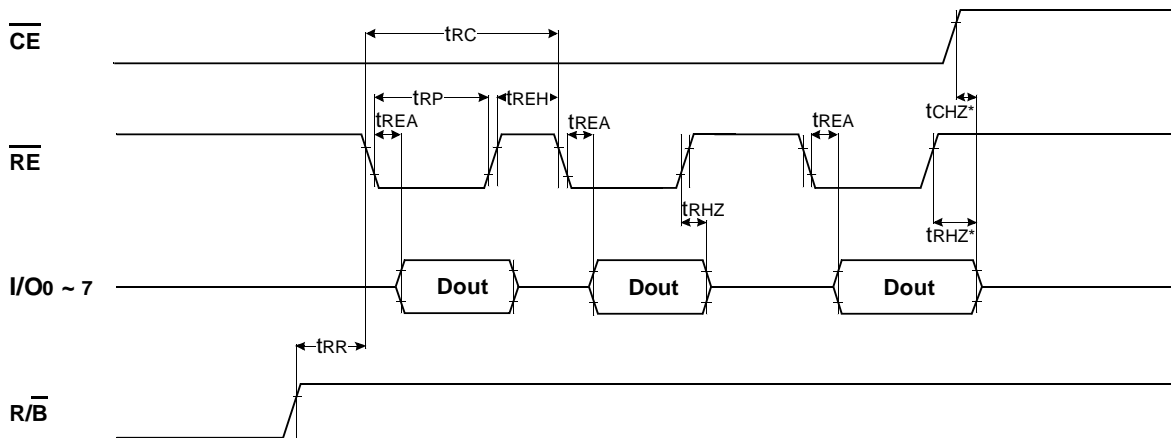 CE
tRC
tRP
tREH
tCHZ*
tREA
tREA
tREA
RE
tRHZ
tRHZ*
I/O0 ~ 7
Dout
Dout
Dout
tRR
R/B